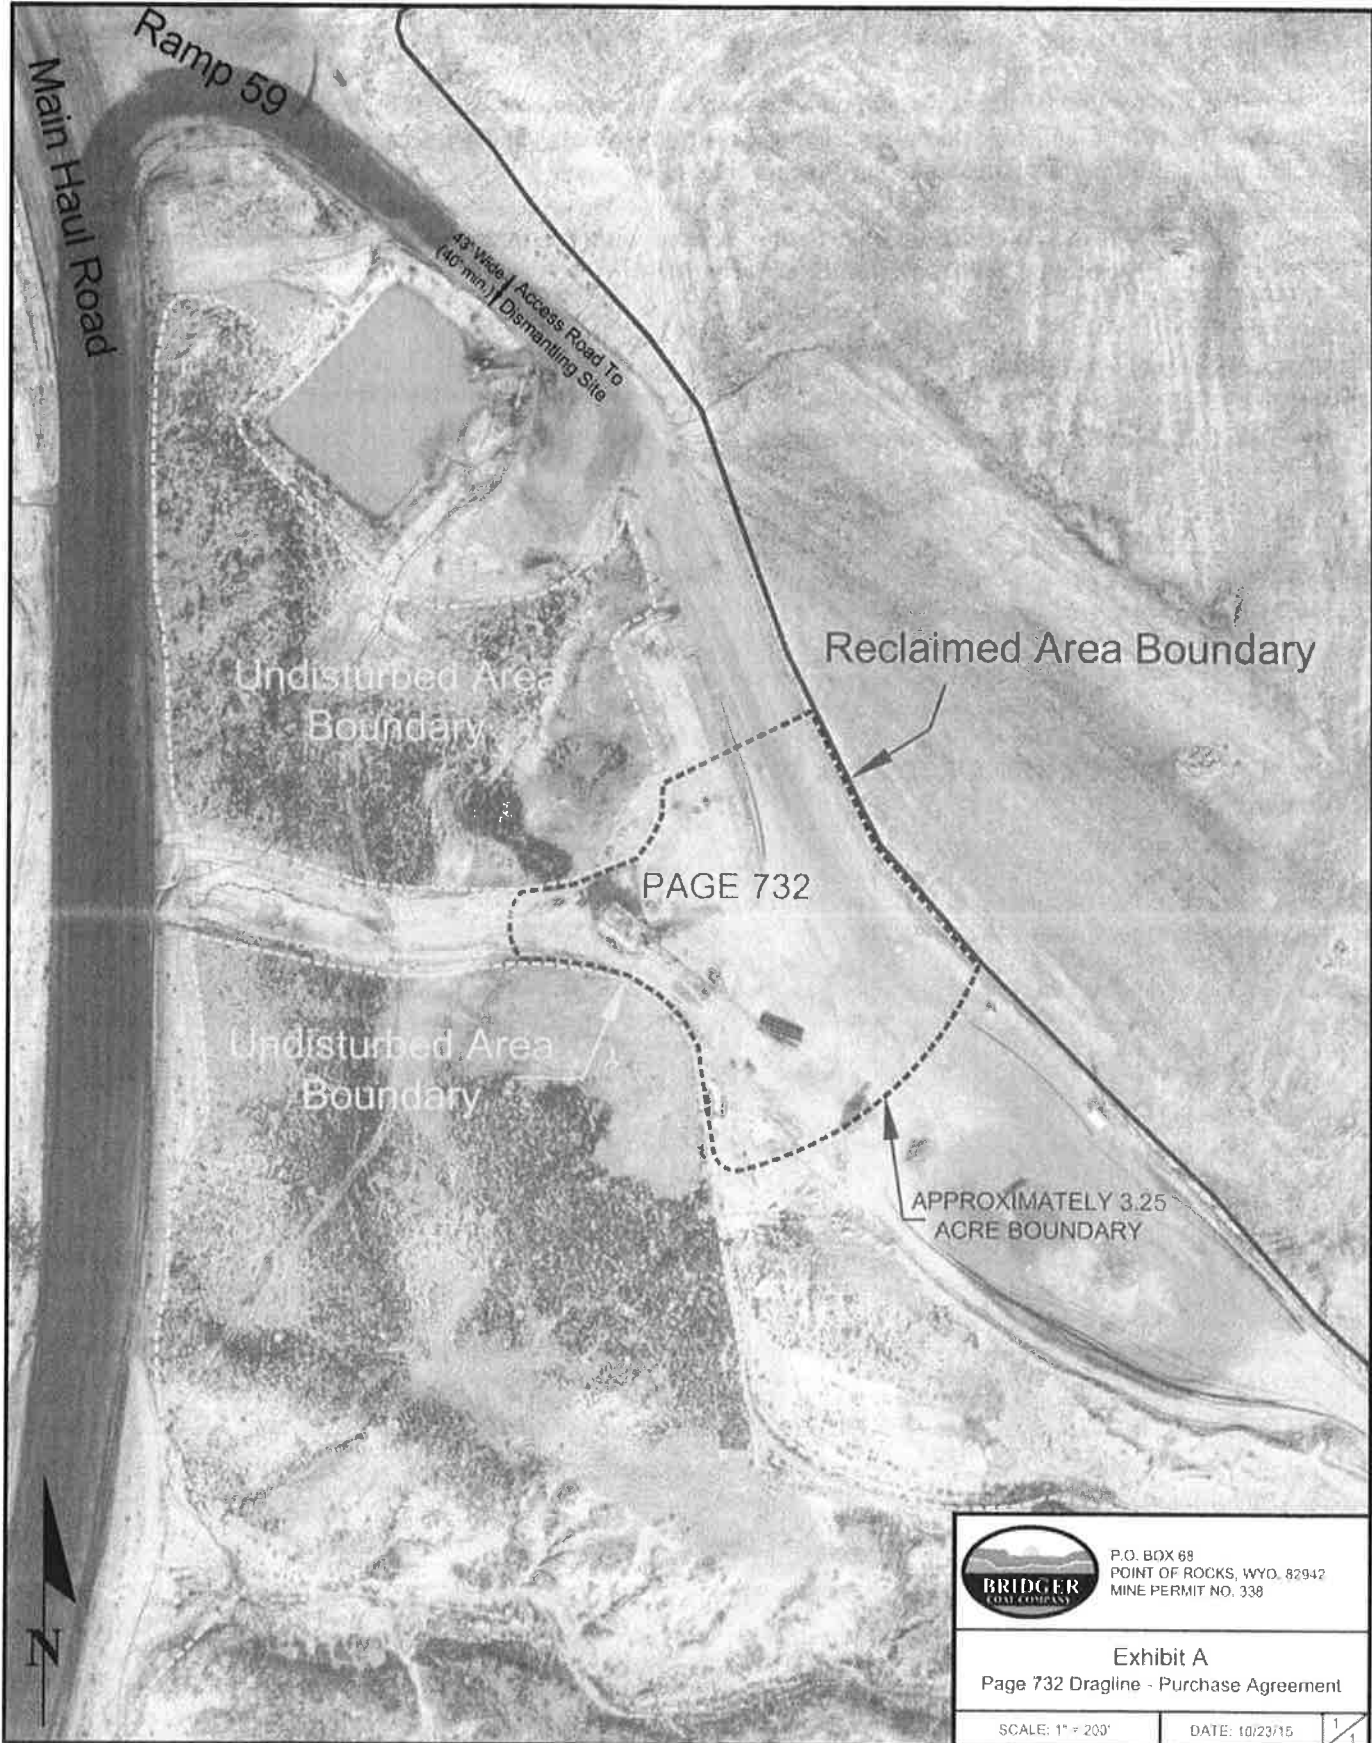 Ramp 59
Main Haul Road
43' Wide
(40' min.)
Access Road To
Dismantling Site
Reclaimed Area Boundary
Undisturbed Area
Boundary
PAGE 732
Undisturbed Area
Boundary
APPROXIMATELY 3.25
ACRE BOUNDARY
N
BRIDGER
COAL COMPANY
P.O. BOX 68
POINT OF ROCKS, WYO. 82942
MINE PERMIT NO. 338
Exhibit A
Page 732 Dragline - Purchase Agreement
SCALE: 1" = 200'
DATE: 10/23/15
1/1